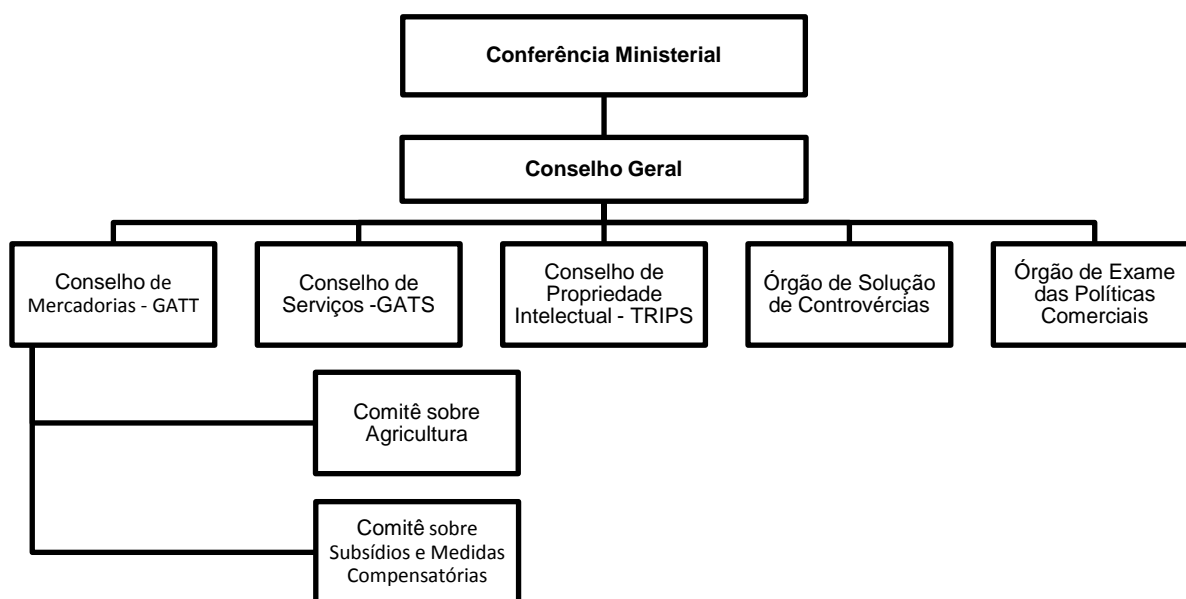 Conferência Ministerial
Conselho Geral
Conselho de
Mercadorias - GATT
Conselho de
Serviços -GATS
Conselho de
Propriedade
Intelectual - TRIPS
Órgão de Solução
de Controvércias
Órgão de Exame
das Políticas
Comerciais
Comitê sobre
Agricultura
Comitê sobre
Subsídios e Medidas
Compensatórias